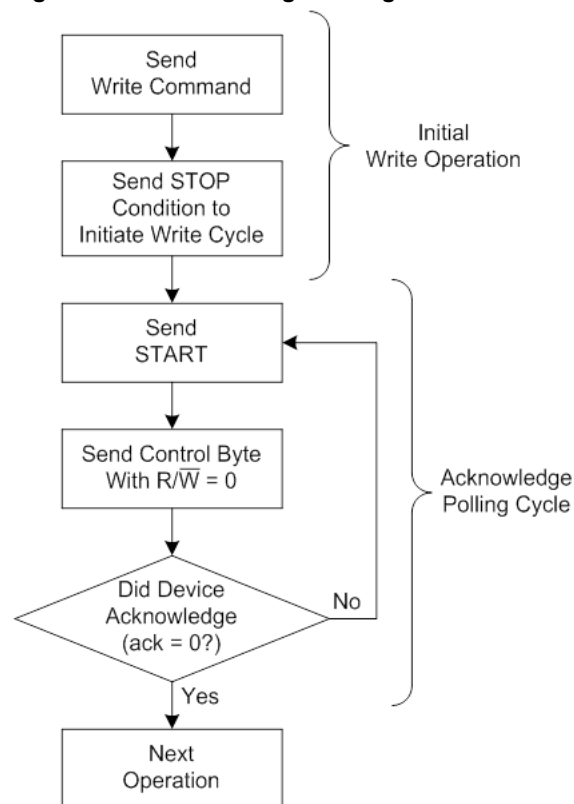 Send
Write Command
Initial
Write Operation
Send STOP
Condition to
Initiate Write Cycle
Send
START
Send Control Byte
With R/W̅ = 0
Acknowledge
Polling Cycle
Did Device
Acknowledge
(ack = 0?)
No
Yes
Next
Operation